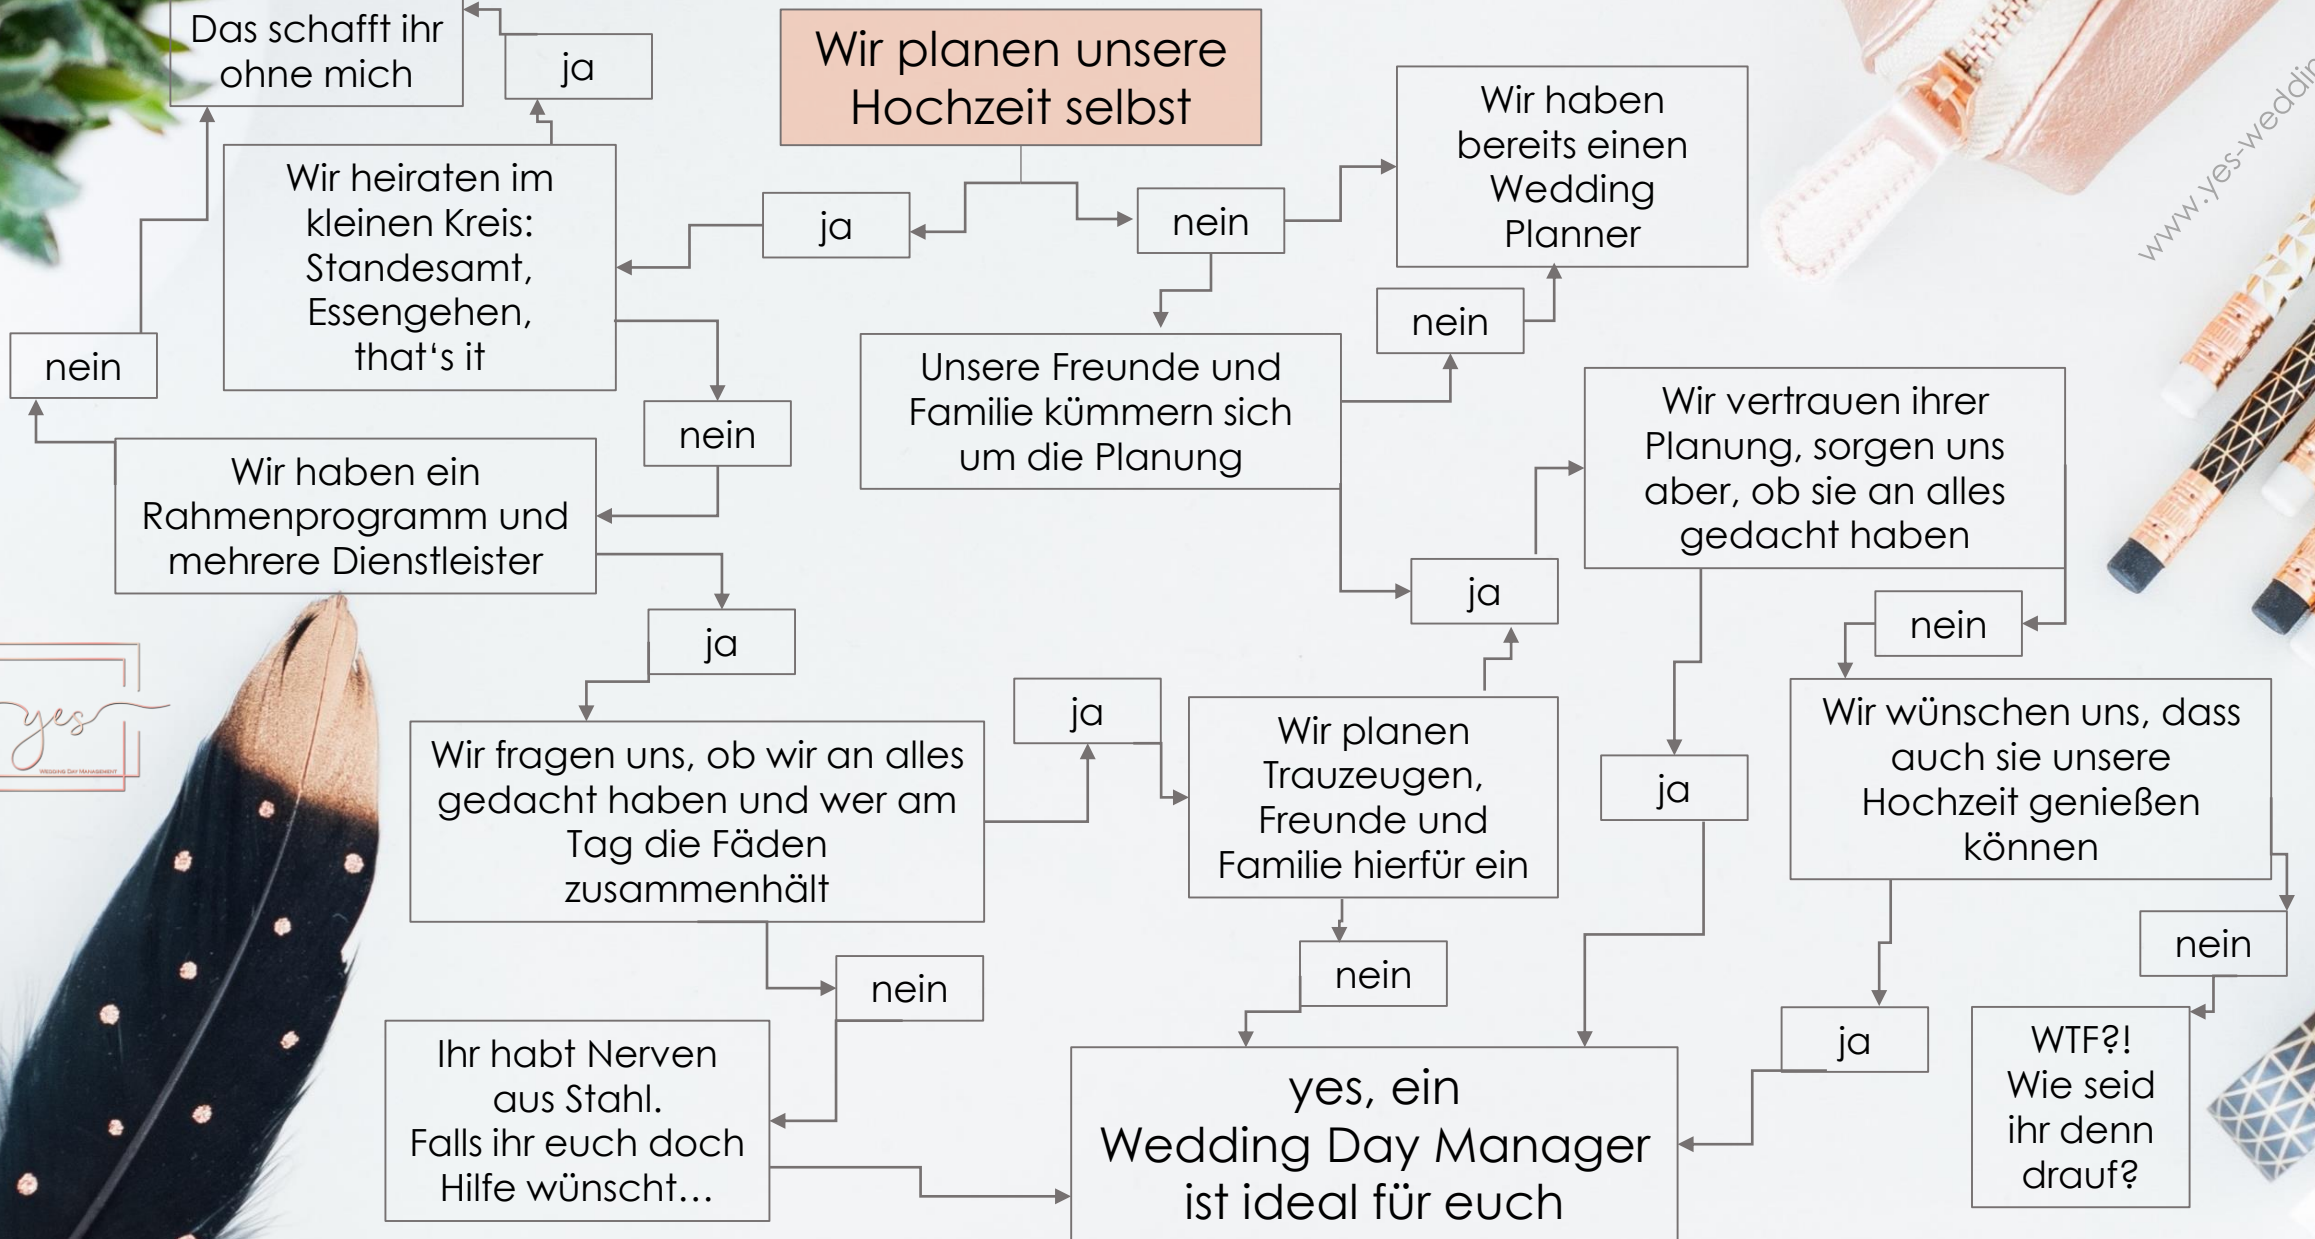 Das schafft ihr
ohne mich
ja
Wir planen unsere
Hochzeit selbst
Wir haben
bereits einen
Wedding
Planner
Wir heiraten im
kleinen Kreis:
Standesamt,
Essengehen,
that‘s it
ja
nein
nein
nein
Unsere Freunde und
Familie kümmern sich
um die Planung
nein
Wir vertrauen ihrer
Planung, sorgen uns
aber, ob sie an alles
gedacht haben
Wir haben ein
Rahmenprogramm und
mehrere Dienstleister
ja
ja
nein
yes
WEDDING DAY MANAGEMENT
Wir fragen uns, ob wir an alles
gedacht haben und wer am
Tag die Fäden
zusammenhält
ja
Wir planen
Trauzeugen,
Freunde und
Familie hierfür ein
ja
Wir wünschen uns, dass
auch sie unsere
Hochzeit genießen
können
nein
nein
nein
Ihr habt Nerven
aus Stahl.
Falls ihr euch doch
Hilfe wünscht...
yes, ein
Wedding Day Manager
ist ideal für euch
ja
WTF?!
Wie seid
ihr denn
drauf?